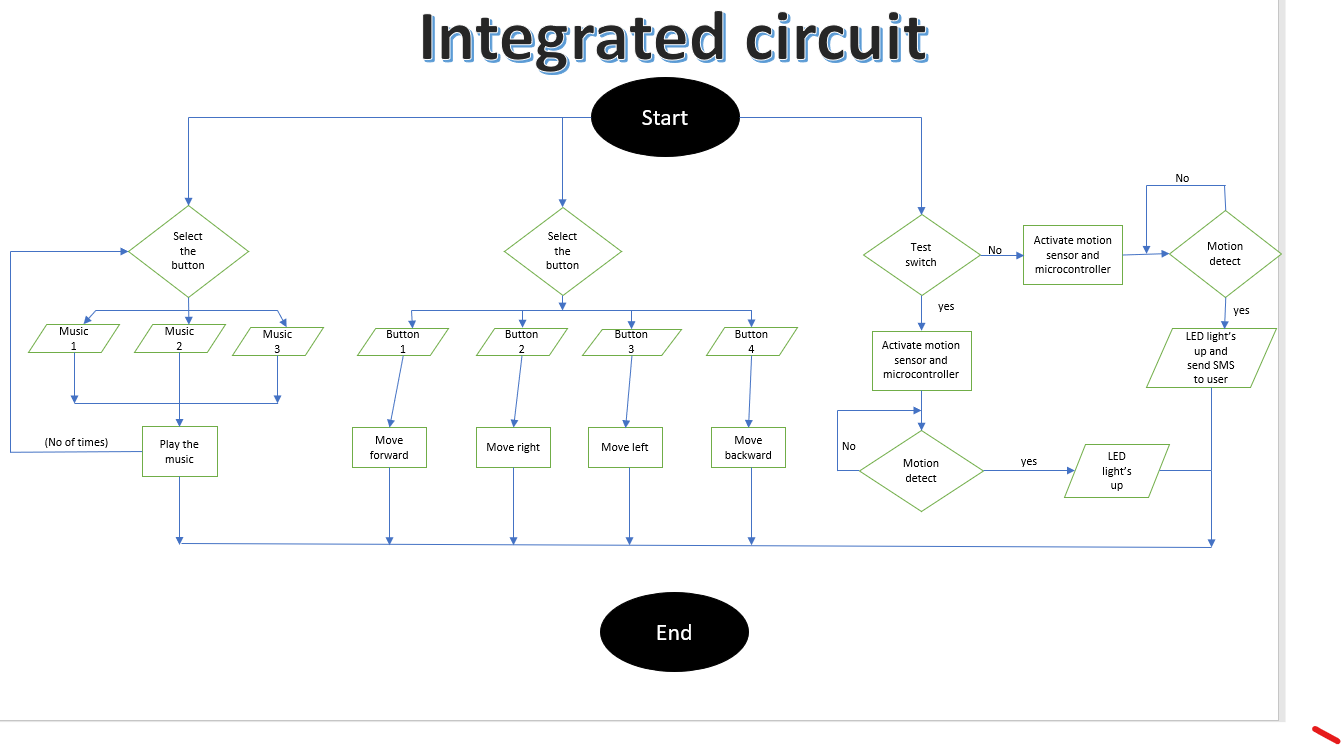 Integrated circuit
Start
No
Select
the
button
Select
the
button
Test
switch
No
Activate motion
sensor and
microcontroller
Motion
detect
yes
yes
Music
1
Music
2
Music
3
Button
1
Button
2
Button
3
Button
4
Activate motion
sensor and
microcontroller
LED light's
up and
send SMS
to user
(No of times)
Play the
music
Move
forward
Move right
Move left
Move
backward
No
Motion
detect
yes
LED
light's
up
End